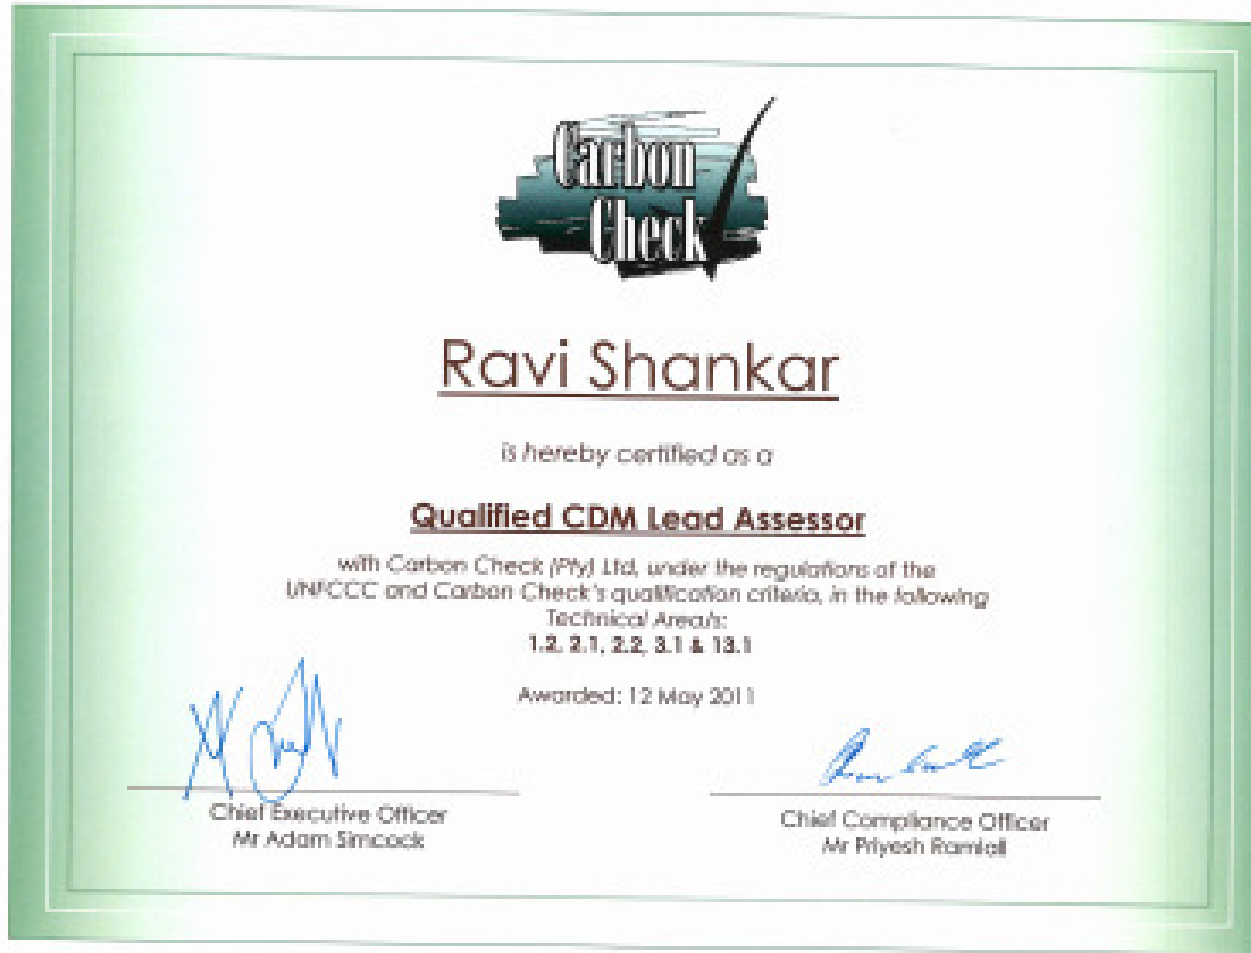 Carbon
Check
Ravi Shankar
is hereby certified as a
Qualified CDM Lead Assessor
with Carbon Check (Pty) Ltd, under the regulations of the
UNFCCC and Carbon Check's qualification criteria, in the following
Technical Area/s:
1.2, 2.1, 2.2, 3.1 & 13.1
Awarded: 12 May 2011
Chief Executive Officer
Mr Adam Simcock
Chief Compliance Officer
Mr Priyesh